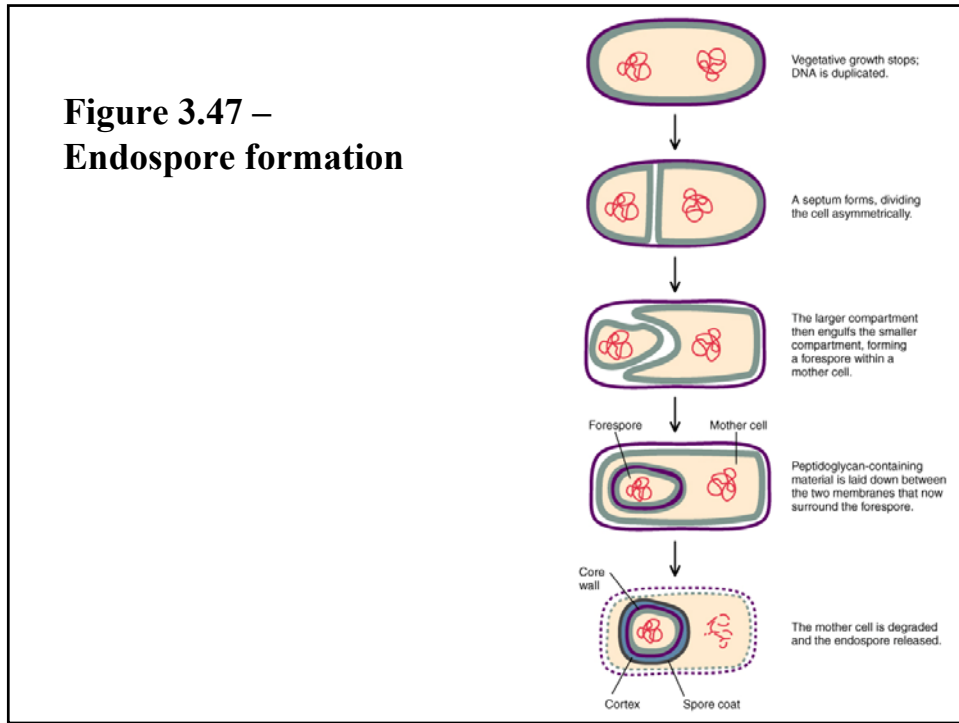 Figure 3.47 –
Endospore formation
Vegetative growth stops;
DNA is duplicated.
A septum forms, dividing
the cell asymmetrically.
The larger compartment
then engulfs the smaller
compartment, forming
a forespore within a
mother cell.
Forespore
Mother cell
Peptidoglycan-containing
material is laid down between
the two membranes that now
surround the forespore.
Core
wall
The mother cell is degraded
and the endospore released.
Cortex
Spore coat